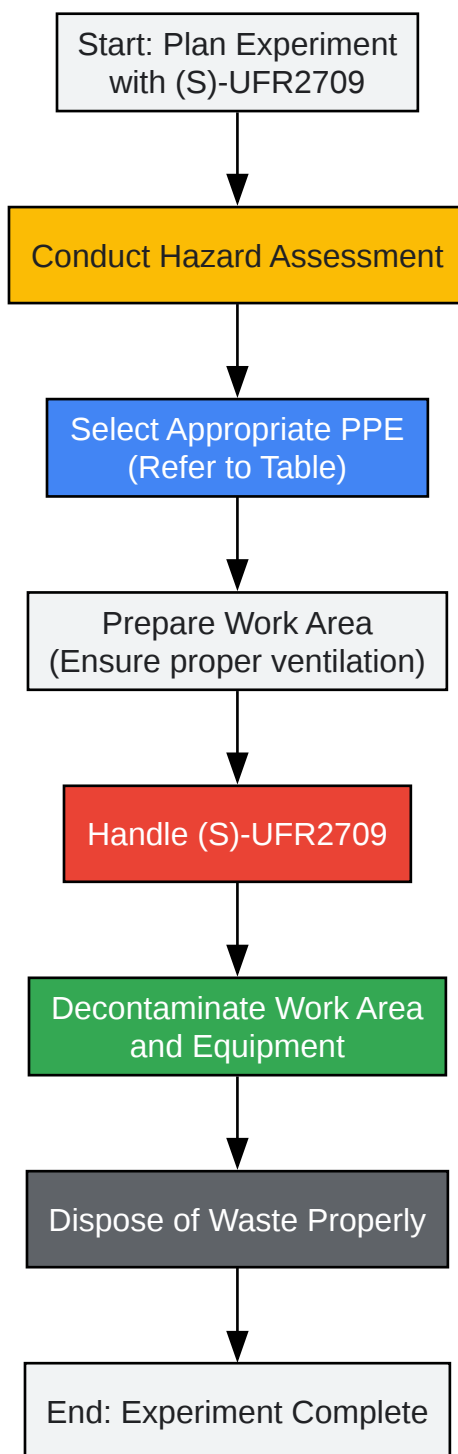 Start: Plan Experiment
with (S)-UFR2709
Conduct Hazard Assessment
Select Appropriate PPE
(Refer to Table)
Prepare Work Area
(Ensure proper ventilation)
Handle (S)-UFR2709
Decontaminate Work Area
and Equipment
Dispose of Waste Properly
End: Experiment Complete